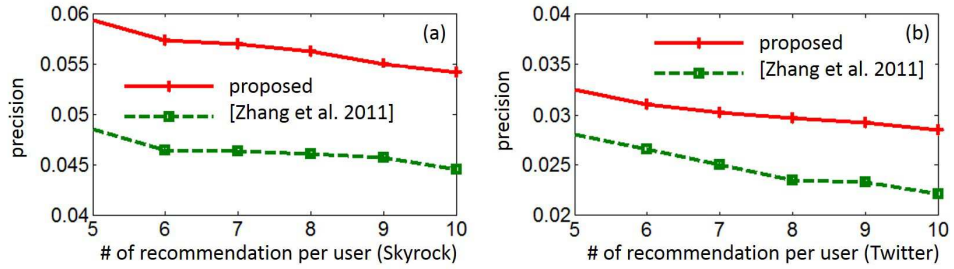 0.06
0.055
0.05
0.045
0.04
precision
(a)
proposed
[Zhang et al. 2011]
5 6 7 8 9 10
# of recommendation per user (Skyrock)
0.04
0.035
0.03
0.025
0.02
precision
(b)
proposed
[Zhang et al. 2011]
5 6 7 8 9 10
# of recommendation per user (Twitter)